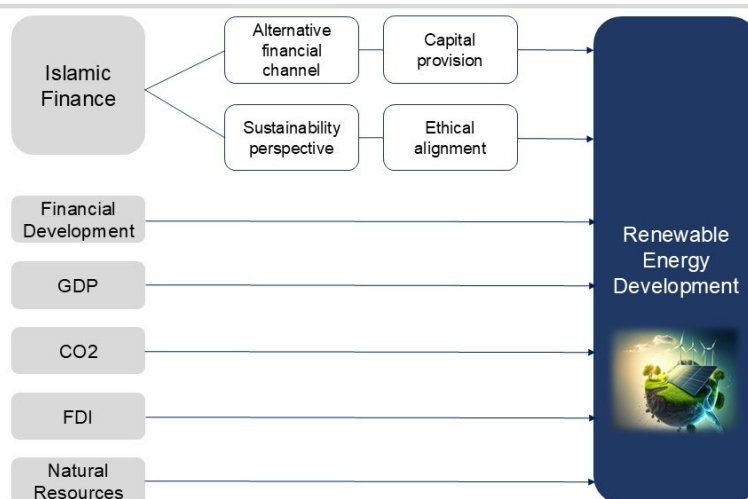 Islamic
Finance
Alternative
financial
channel
Capital
provision
Sustainability
perspective
Ethical
alignment
Financial
Development
GDP
CO2
FDI
Natural
Resources
Renewable
Energy
Development